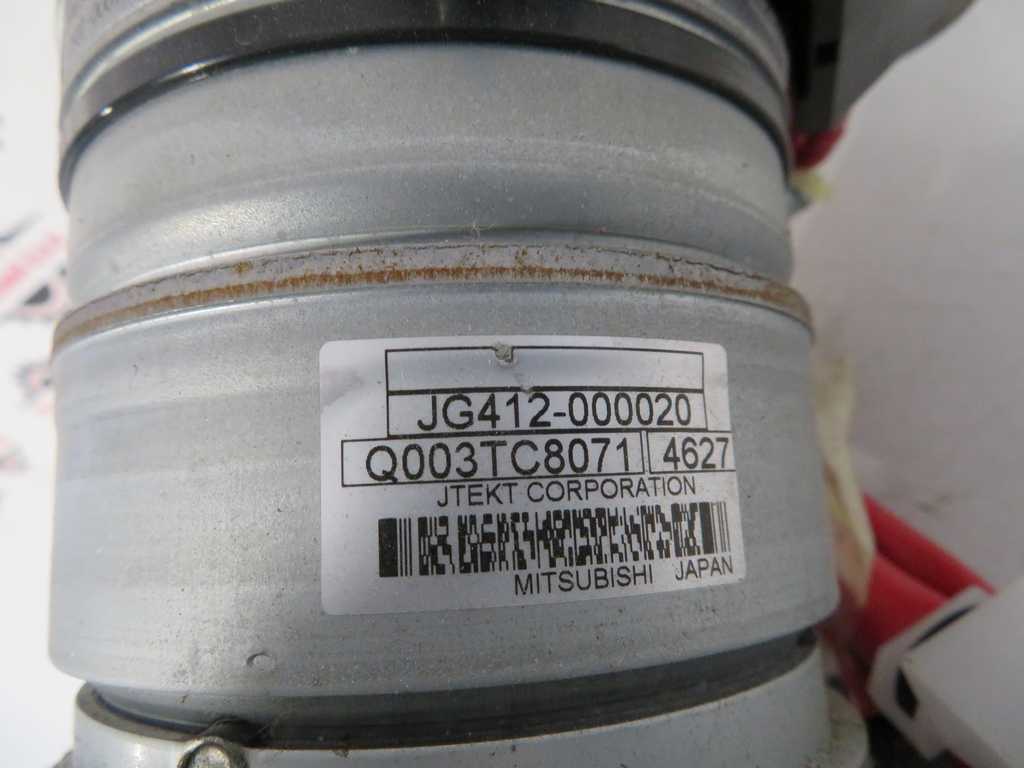 JG412-000020
Q003TC8071 4627
JTEKT CORPORATION
MITSUBISHI JAPAN